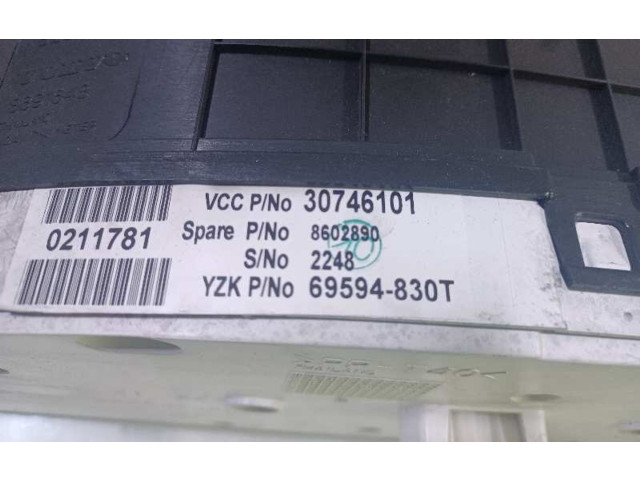 VCC P/No 30746101
0211781
Spare P/No 8602890
S/No 2248
YZK P/No 69594-830T